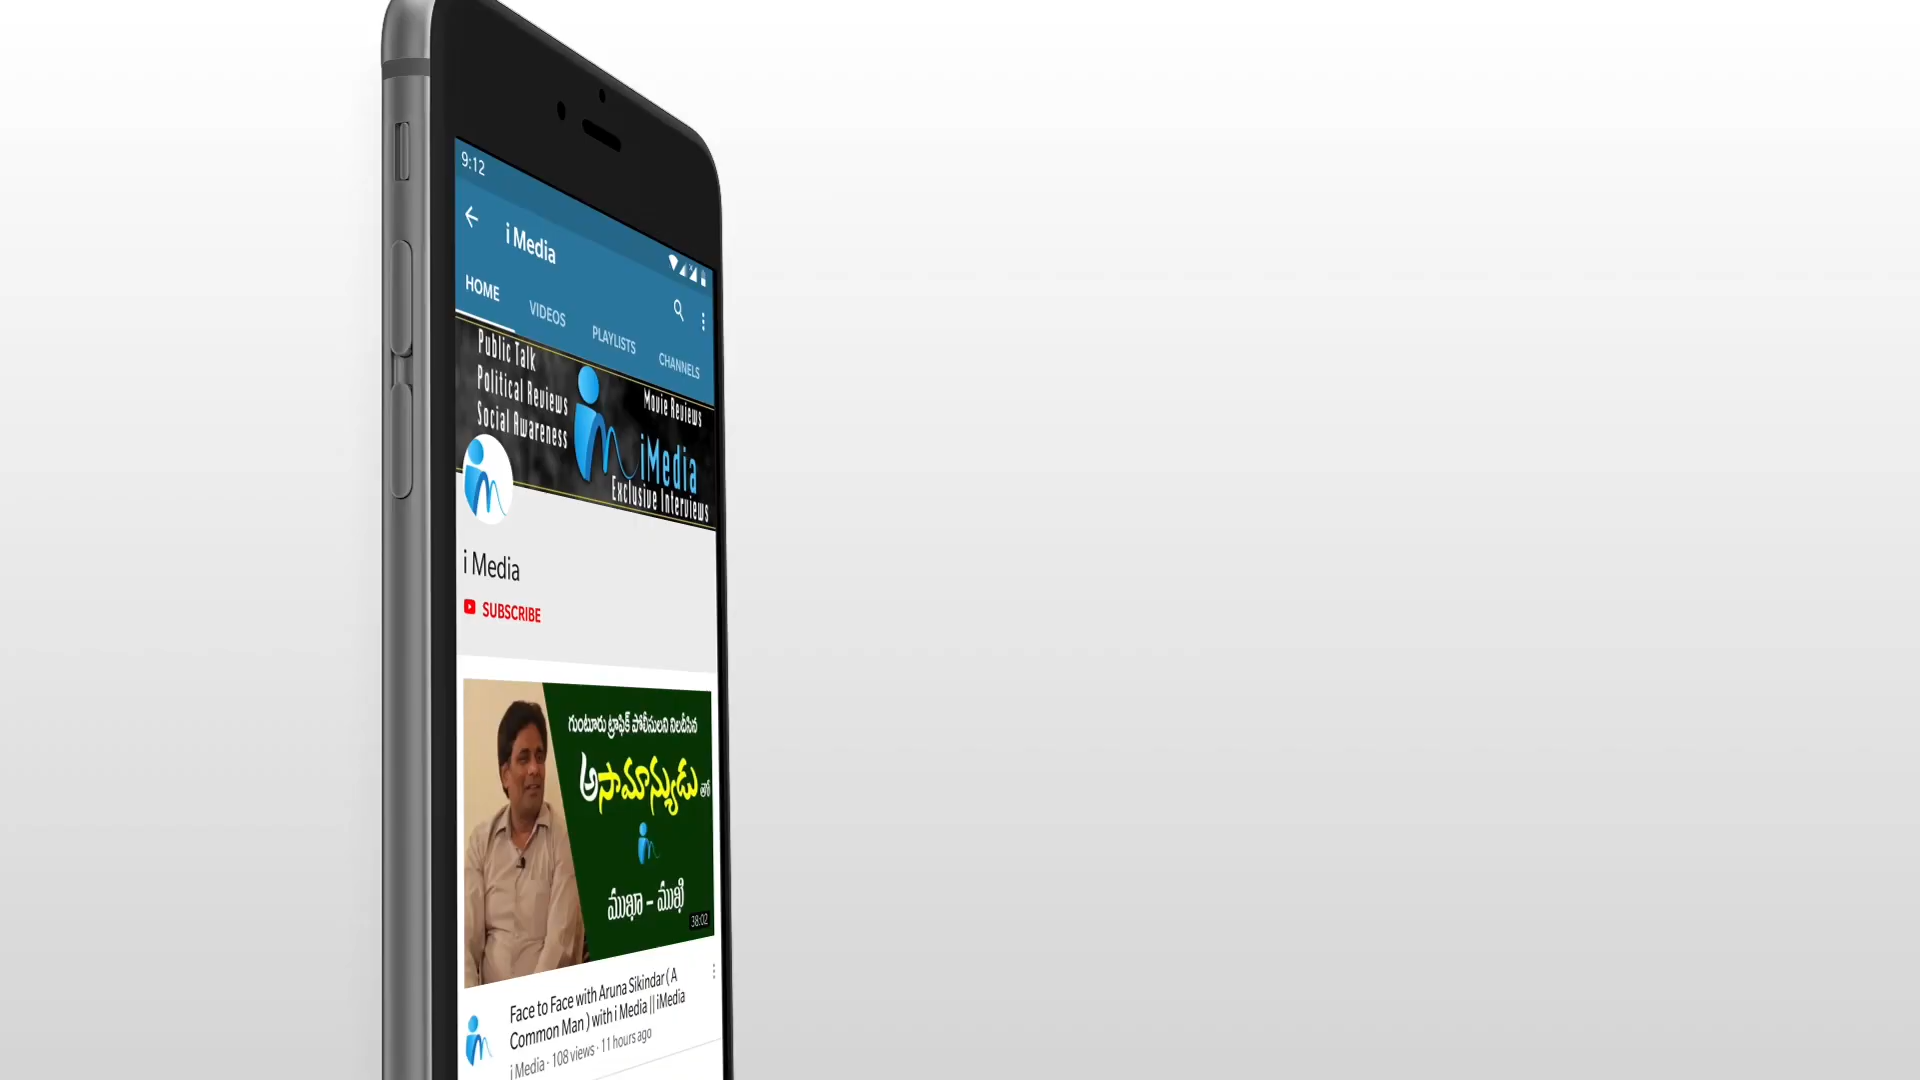 9:12
i Media
HOME
VIDEOS
PLAYLISTS
CHANNELS
Public Talk
Political Reviews
Social Awareness
Movie Reviews
iMedia
Exclusive Interviews
i Media
SUBSCRIBE
గుంటూరు ట్రాఫిక్ పోలీసులని నిలదీసిన
అసామాన్యుడు తో
ముఖా - ముఖి
38:02
Face to Face with Aruna Sikindar ( A
Common Man ) with i Media || iMedia
i Media · 108 views · 11 hours ago